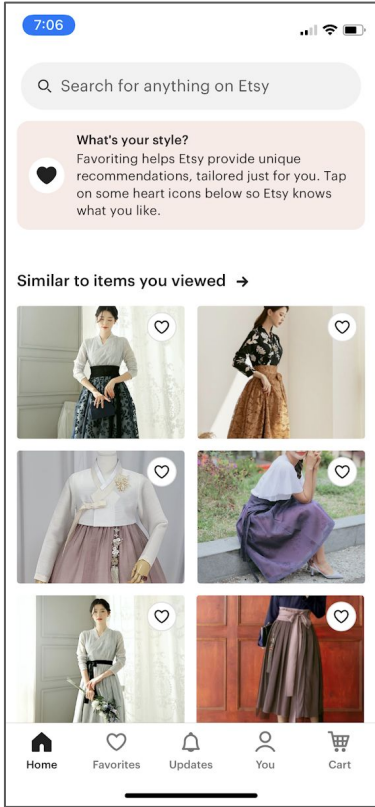 7:06
Search for anything on Etsy
What's your style?
Favoriting helps Etsy provide unique
recommendations, tailored just for you. Tap
on some heart icons below so Etsy knows
what you like.
Similar to items you viewed →
Home
Favorites
Updates
You
Cart